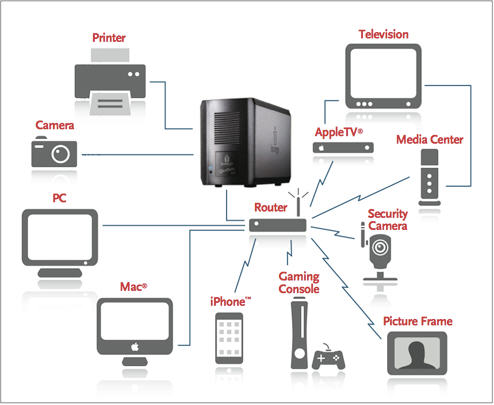 Printer
Television
Camera
AppleTV®
Media Center
PC
Router
Security
Camera
Mac®
iPhone™
Gaming
Console
Picture Frame